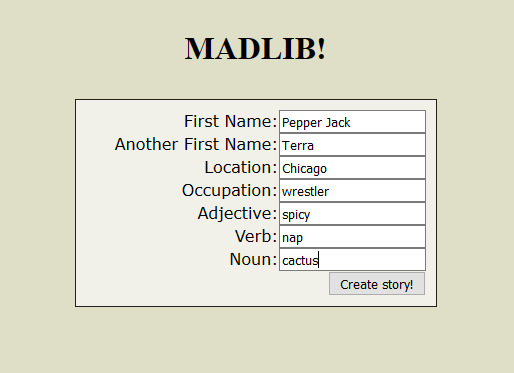 MADLIB!
First Name: Pepper Jack
Another First Name: Terra
Location: Chicago
Occupation: wrestler
Adjective: spicy
Verb: nap
Noun: cactus
Create story!